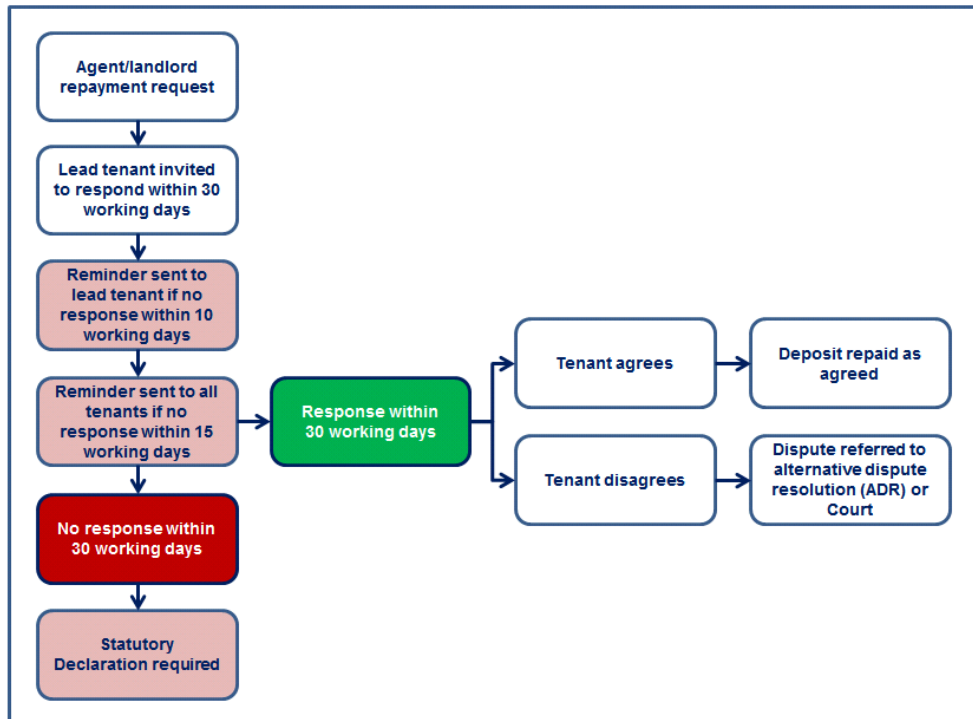 Agent/landlord
repayment request
Lead tenant invited
to respond within 30
working days
Reminder sent to
lead tenant if no
response within 10
working days
Reminder sent to all
tenants if no
response within 15
working days
Response within
30 working days
Tenant agrees
Deposit repaid as
agreed
Tenant disagrees
Dispute referred to
alternative dispute
resolution (ADR) or
Court
No response within
30 working days
Statutory
Declaration required